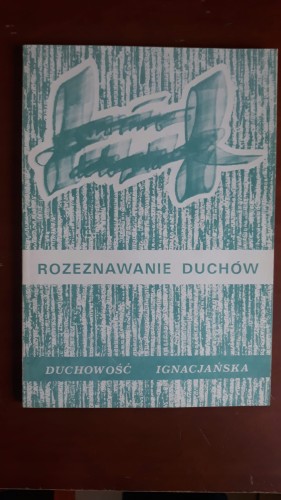 ROZEZNAWANIE DUCHÓW
DUCHOWOŚĆ IGNACJAŃSKA